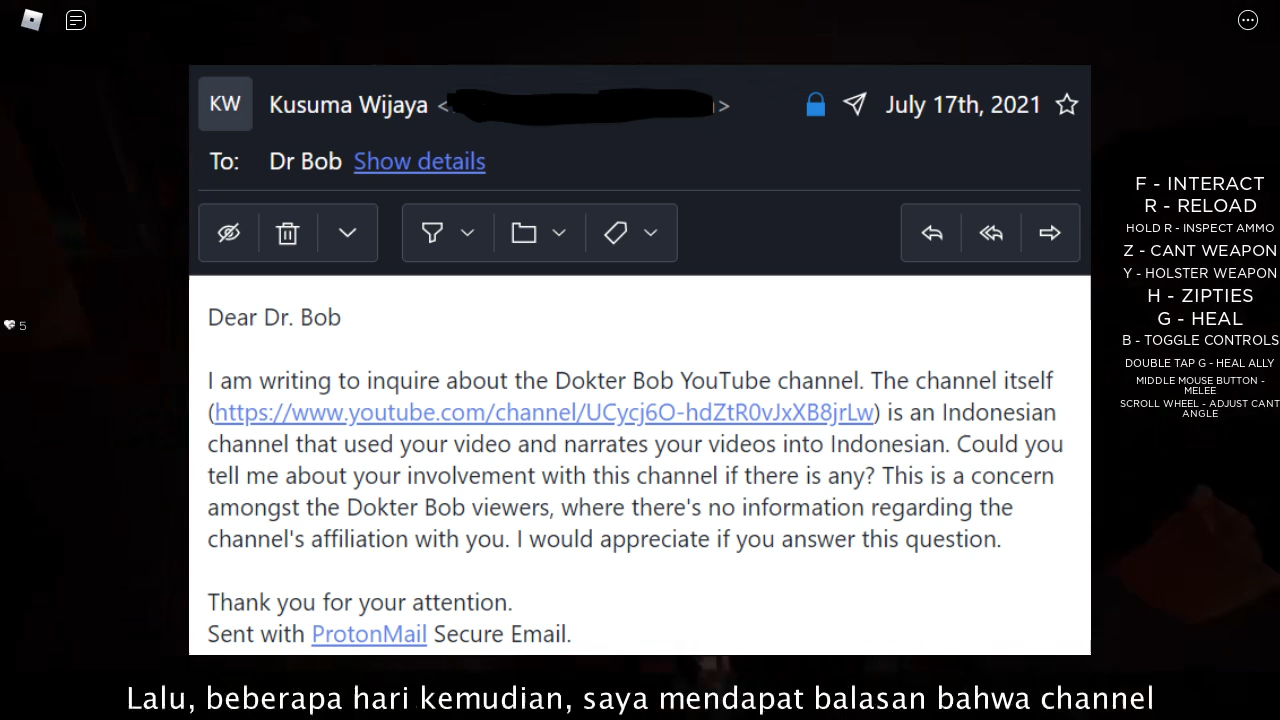 KW
Kusuma Wijaya <
>
July 17th, 2021
To: Dr Bob Show details
Dear Dr. Bob
I am writing to inquire about the Dokter Bob YouTube channel. The channel itself
(https://www.youtube.com/channel/UCycj6O-hdZtR0vJxXB8jrLw) is an Indonesian
channel that used your video and narrates your videos into Indonesian. Could you
tell me about your involvement with this channel if there is any? This is a concern
amongst the Dokter Bob viewers, where there's no information regarding the
channel's affiliation with you. I would appreciate if you answer this question.
Thank you for your attention.
Sent with ProtonMail Secure Email.
5
F - INTERACT
R - RELOAD
HOLD R - INSPECT AMMO
Z - CANT WEAPON
Y - HOLSTER WEAPON
H - ZIPTIES
G - HEAL
B - TOGGLE CONTROLS
DOUBLE TAP G - HEAL ALLY
MIDDLE MOUSE BUTTON -
MELEE
SCROLL WHEEL - ADJUST CANT
ANGLE
Lalu, beberapa hari kemudian, saya mendapat balasan bahwa channel